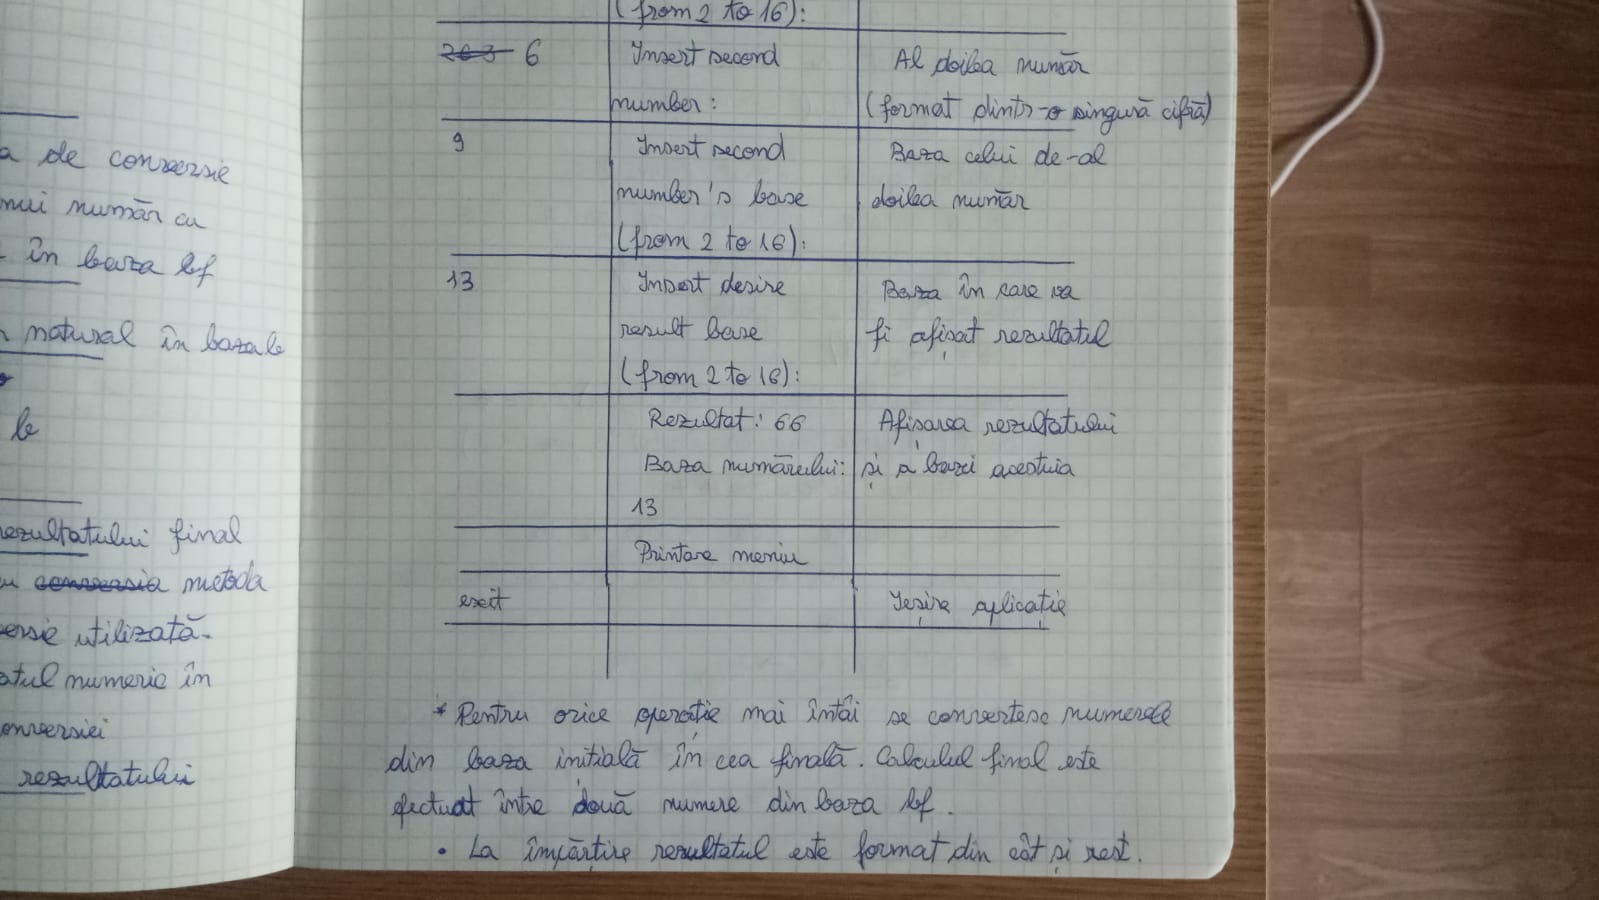 a de conversie
mui număr cu
în baza bf
natural în bazale
b
rezultatului final
conversia metoda
ersie utilizată.
atul numeric în
onversiei
rezultatului
(from 2 to 16):
203 6 Insert second Al doilea număr
number: (format dintr-o singură cifră)
9 Insert second Baza celui de-al
number's base doilea număr
(from 2 to 16):
13 Insert desire Baza în care va
result base fi afișat rezultatul
(from 2 to 16):
Rezultat: 66 Afișarea rezultatului
Baza numărului: și a bazei acestuia
13
Printare meniu
exit Ieșire aplicație
* Pentru orice operație mai întâi se convertesc numerele
din baza inițială în cea finală. Calculul final este
efectuat între două numere din baza bf.
• La împărțire rezultatul este format din cât și rest.